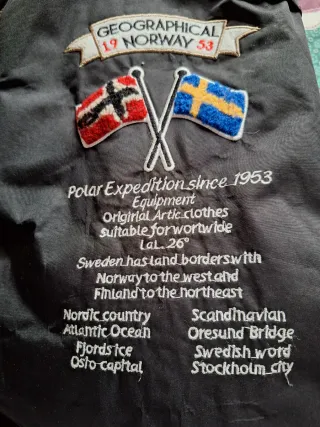 GEOGRAPHICAL
19 NORWAY 53
Polar Expedition since 1953
Equipment
Original Artic clothes
suitable for wortwide
LaL. 26°
Sweden has land borders with
Norway to the west and
Finland to the northeast
Nordic country Scandinavian
Atlantic Ocean Oresund Bridge
Fjords ice Swedish word
Oslo capital Stockholm city